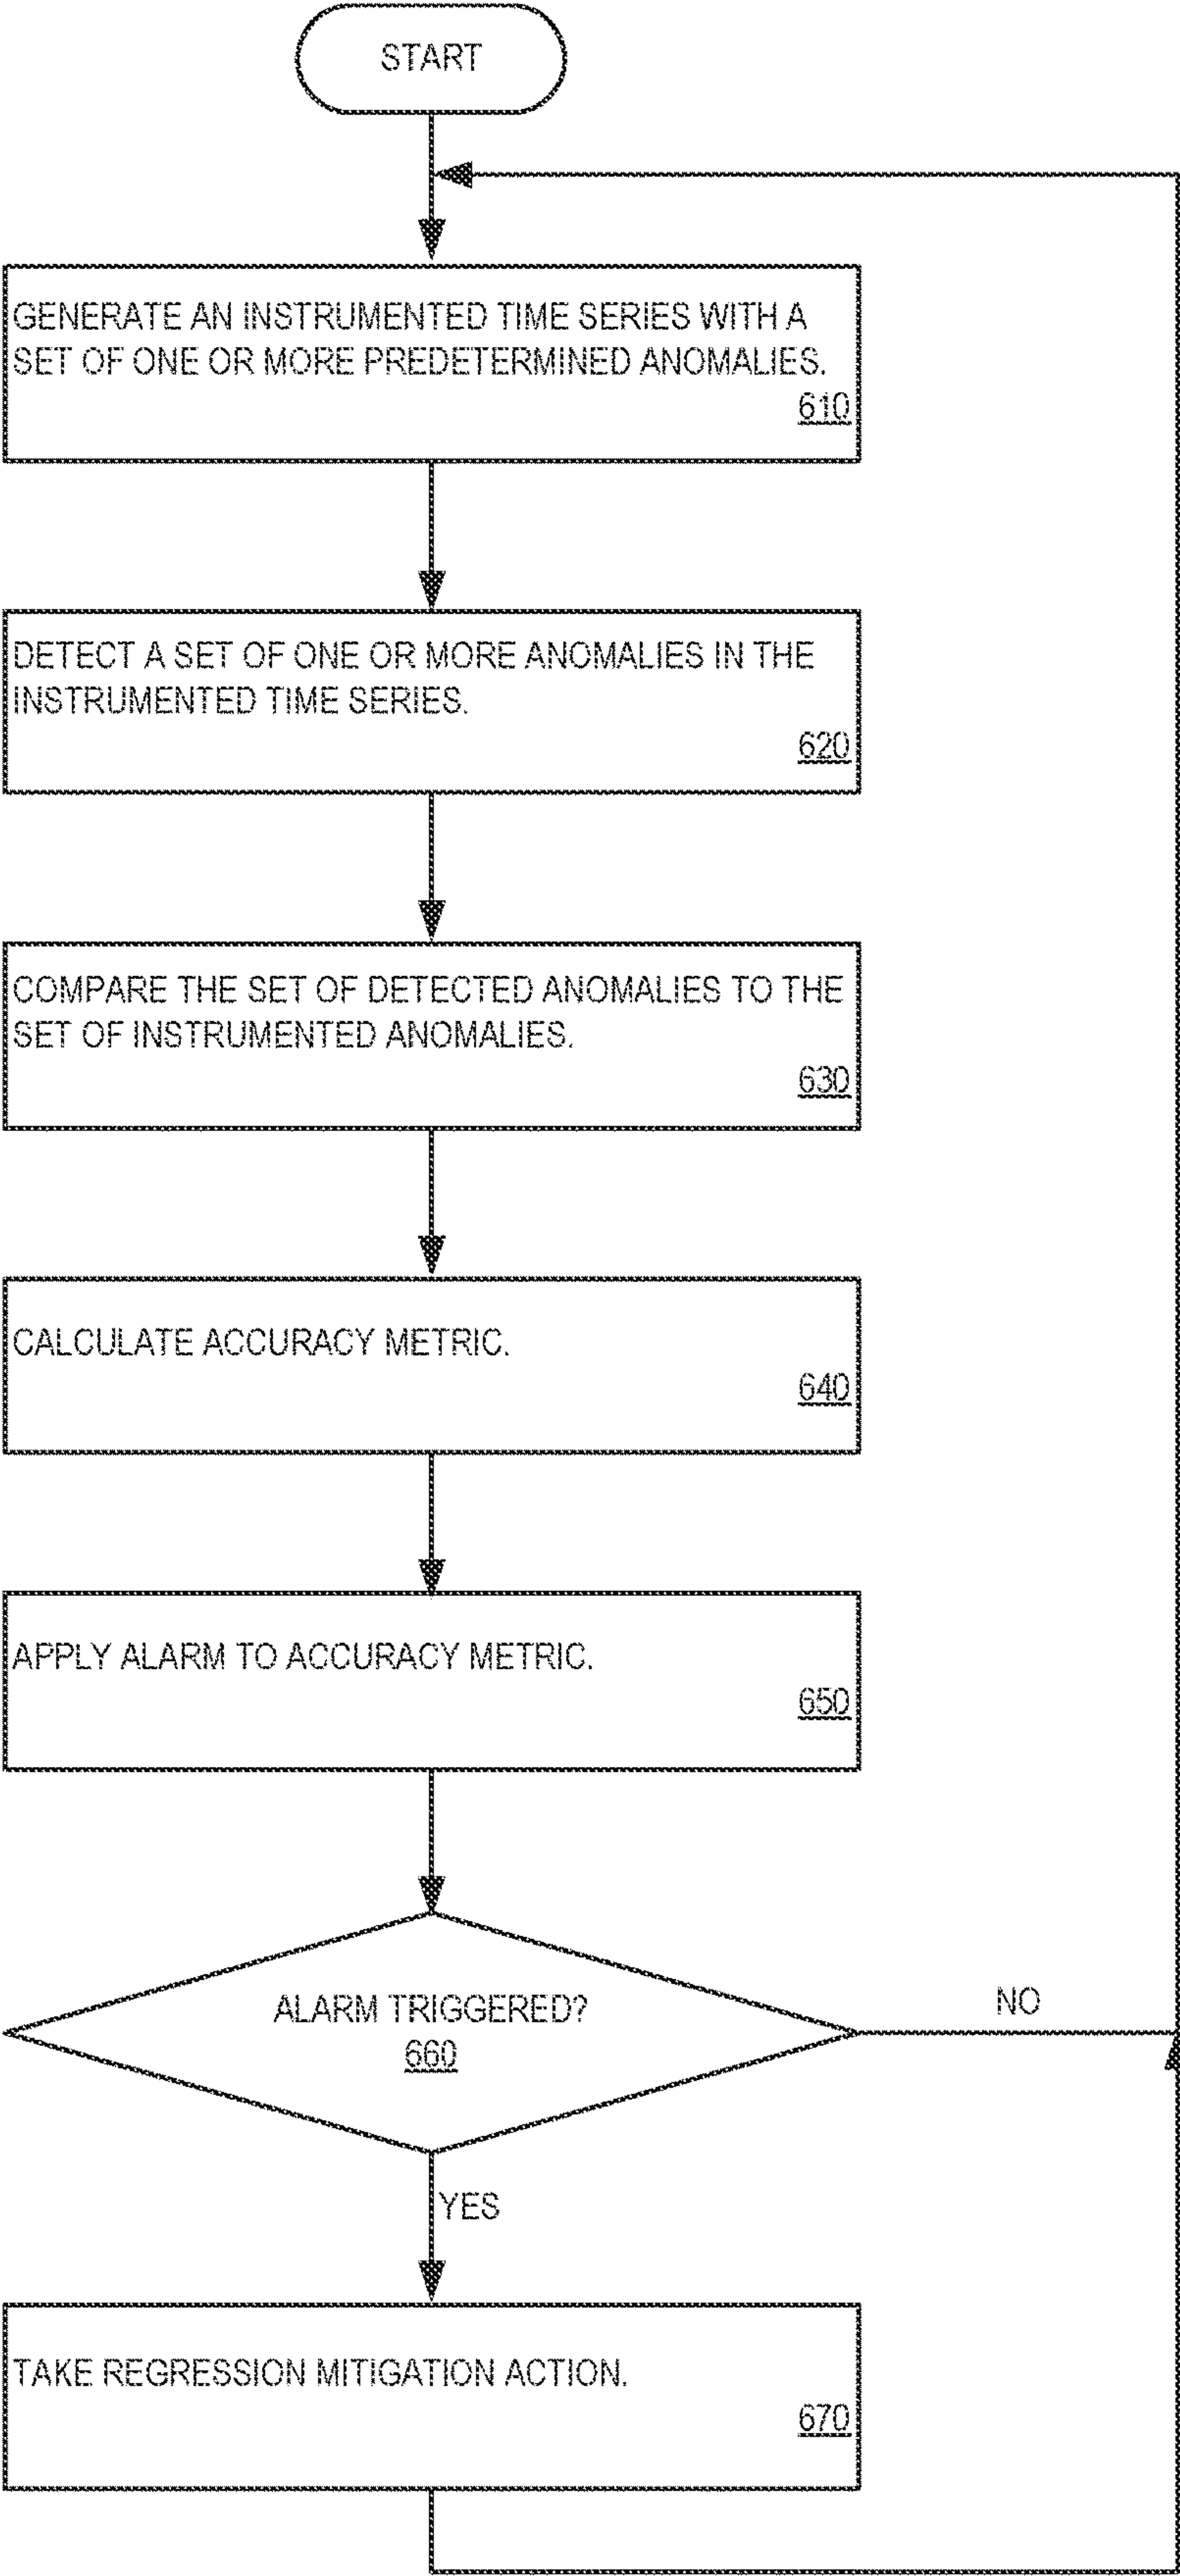 START
GENERATE AN INSTRUMENTED TIME SERIES WITH A
SET OF ONE OR MORE PREDETERMINED ANOMALIES.
610
DETECT A SET OF ONE OR MORE ANOMALIES IN THE
INSTRUMENTED TIME SERIES.
620
COMPARE THE SET OF DETECTED ANOMALIES TO THE
SET OF INSTRUMENTED ANOMALIES.
630
CALCULATE ACCURACY METRIC.
640
APPLY ALARM TO ACCURACY METRIC.
650
ALARM TRIGGERED?
660
NO
YES
TAKE REGRESSION MITIGATION ACTION.
670